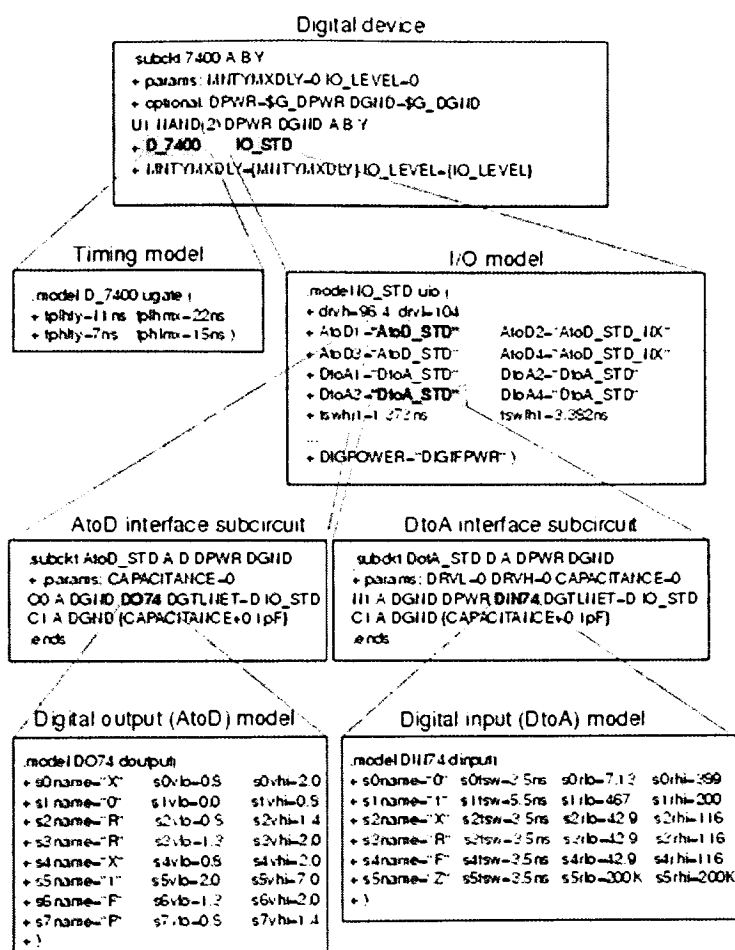 Digital device
subckt 7400 A B Y
+ params: MNTYMXDLY=0 IO_LEVEL=0
+ optional: DPWR=$G_DPWR DGND=$G_DGND
U1 NAND(2) DPWR DGND A B Y
+ D_7400 IO_STD
+ MNTYMXDLY={MNTYMXDLY} IO_LEVEL={IO_LEVEL}
Timing model
.model D_7400 ugate (
+ tplhty=11ns tplhmx=22ns
+ tphlty=7ns tphlmx=15ns )
I/O model
.model IO_STD uio (
+ drvh=96.4 drvl=104
+ AtoD1="AtoD_STD" AtoD2="AtoD_STD_NX"
+ AtoD3="AtoD_STD" AtoD4="AtoD_STD_NX"
+ DtoA1="DtoA_STD" DtoA2="DtoA_STD"
+ DtoA3="DtoA_STD" DtoA4="DtoA_STD"
+ tswhl1=1.373ns tswlh1=3.382ns
...
+ DIGPOWER="DIGIFPWR" )
AtoD interface subcircuit
.subckt AtoD_STD A D DPWR DGND
+ params: CAPACITANCE=0
O0 A DGND DO74 DGTLNET=D IO_STD
C1 A DGND {CAPACITANCE+0.1pF}
.ends
DtoA interface subcircuit
.subckt DotA_STD D A DPWR DGND
+ params: DRVL=0 DRVH=0 CAPACITANCE=0
N1 A DGND DPWR DIN74 DGTLNET=D IO_STD
C1 A DGND {CAPACITANCE+0.1pF}
.ends
Digital output (AtoD) model
.model DO74 doutput(
+ s0name="X" s0vlo=0.8 s0vhi=2.0
+ s1name="0" s1vlo=0.0 s1vhi=0.8
+ s2name="R" s2vlo=0.8 s2vhi=1.4
+ s3name="R" s3vlo=1.3 s3vhi=2.0
+ s4name="X" s4vlo=0.8 s4vhi=2.0
+ s5name="1" s5vlo=2.0 s5vhi=7.0
+ s6name="F" s6vlo=1.3 s6vhi=2.0
+ s7name="F" s7vlo=0.8 s7vhi=1.4
+ )
Digital input (DtoA) model
.model DIN74 dinput(
+ s0name="0" s0tsw=3.5ns s0rlo=7.13 s0rhi=389
+ s1name="1" s1tsw=5.5ns s1rlo=467 s1rhi=200
+ s2name="X" s2tsw=3.5ns s2rlo=42.9 s2rhi=116
+ s3name="R" s3tsw=3.5ns s3rlo=42.9 s3rhi=116
+ s4name="F" s4tsw=3.5ns s4rlo=42.9 s4rhi=116
+ s5name="Z" s5tsw=3.5ns s5rlo=200K s5rhi=200K
+ )